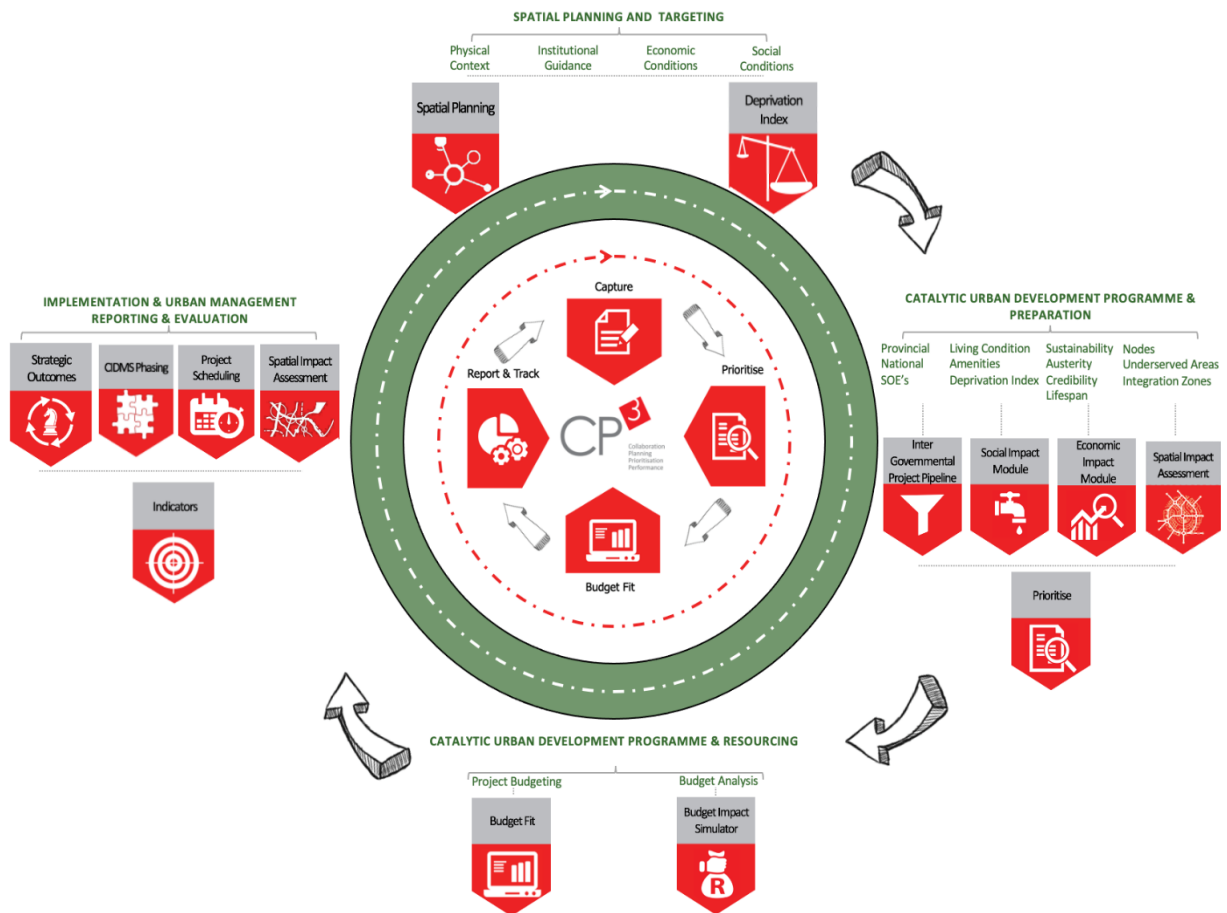 SPATIAL PLANNING AND TARGETING
Physical
Context
Institutional
Guidance
Economic
Conditions
Social
Conditions
Spatial Planning
Deprivation
Index
IMPLEMENTATION & URBAN MANAGEMENT
REPORTING & EVALUATION
Strategic
Outcomes
CIDMS Phasing
Project
Scheduling
Spatial Impact
Assessment
Indicators
Capture
Report & Track
Prioritise
CP3
Collaboration
Planning
Prioritisation
Performance
Budget Fit
CATALYTIC URBAN DEVELOPMENT PROGRAMME &
PREPARATION
Provincial
National
SOE's
Living Condition
Amenities
Deprivation Index
Sustainability
Austerity
Credibility
Lifespan
Nodes
Underserved Areas
Integration Zones
Inter
Governmental
Project Pipeline
Social Impact
Module
Economic
Impact
Module
Spatial Impact
Assessment
Prioritise
CATALYTIC URBAN DEVELOPMENT PROGRAMME & RESOURCING
Project Budgeting
Budget Analysis
Budget Fit
Budget Impact
Simulator
R